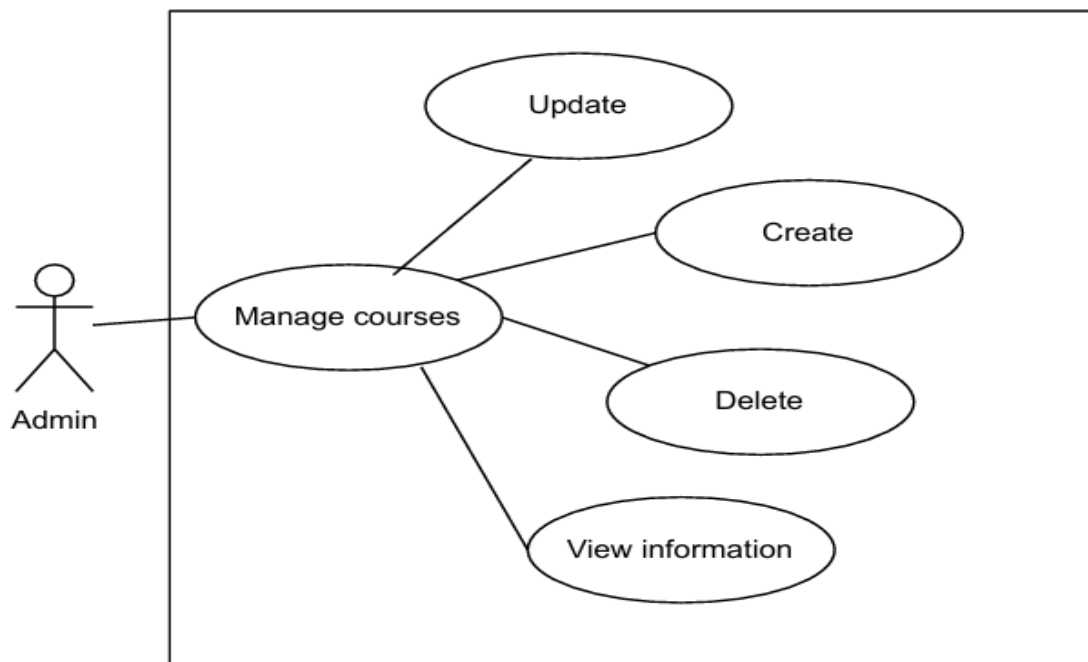 Update
Create
Manage courses
Delete
Admin
View information